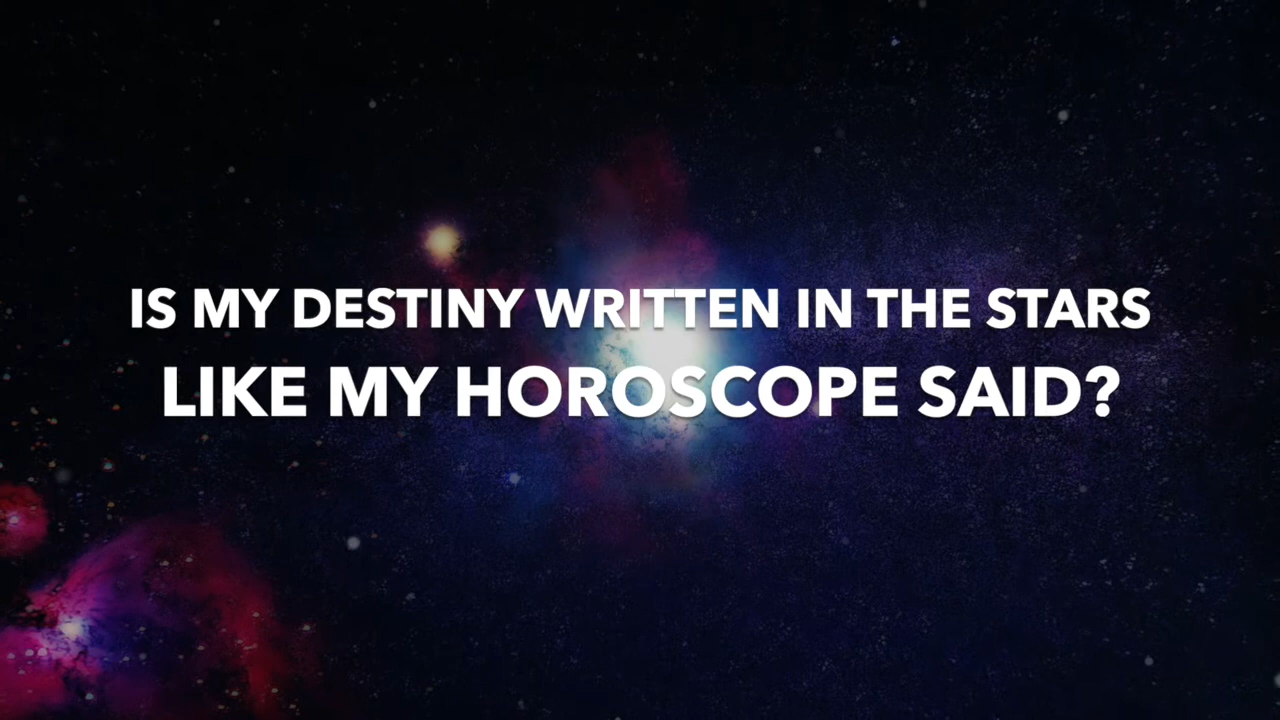 IS MY DESTINY WRITTEN IN THE STARS
LIKE MY HOROSCOPE SAID?